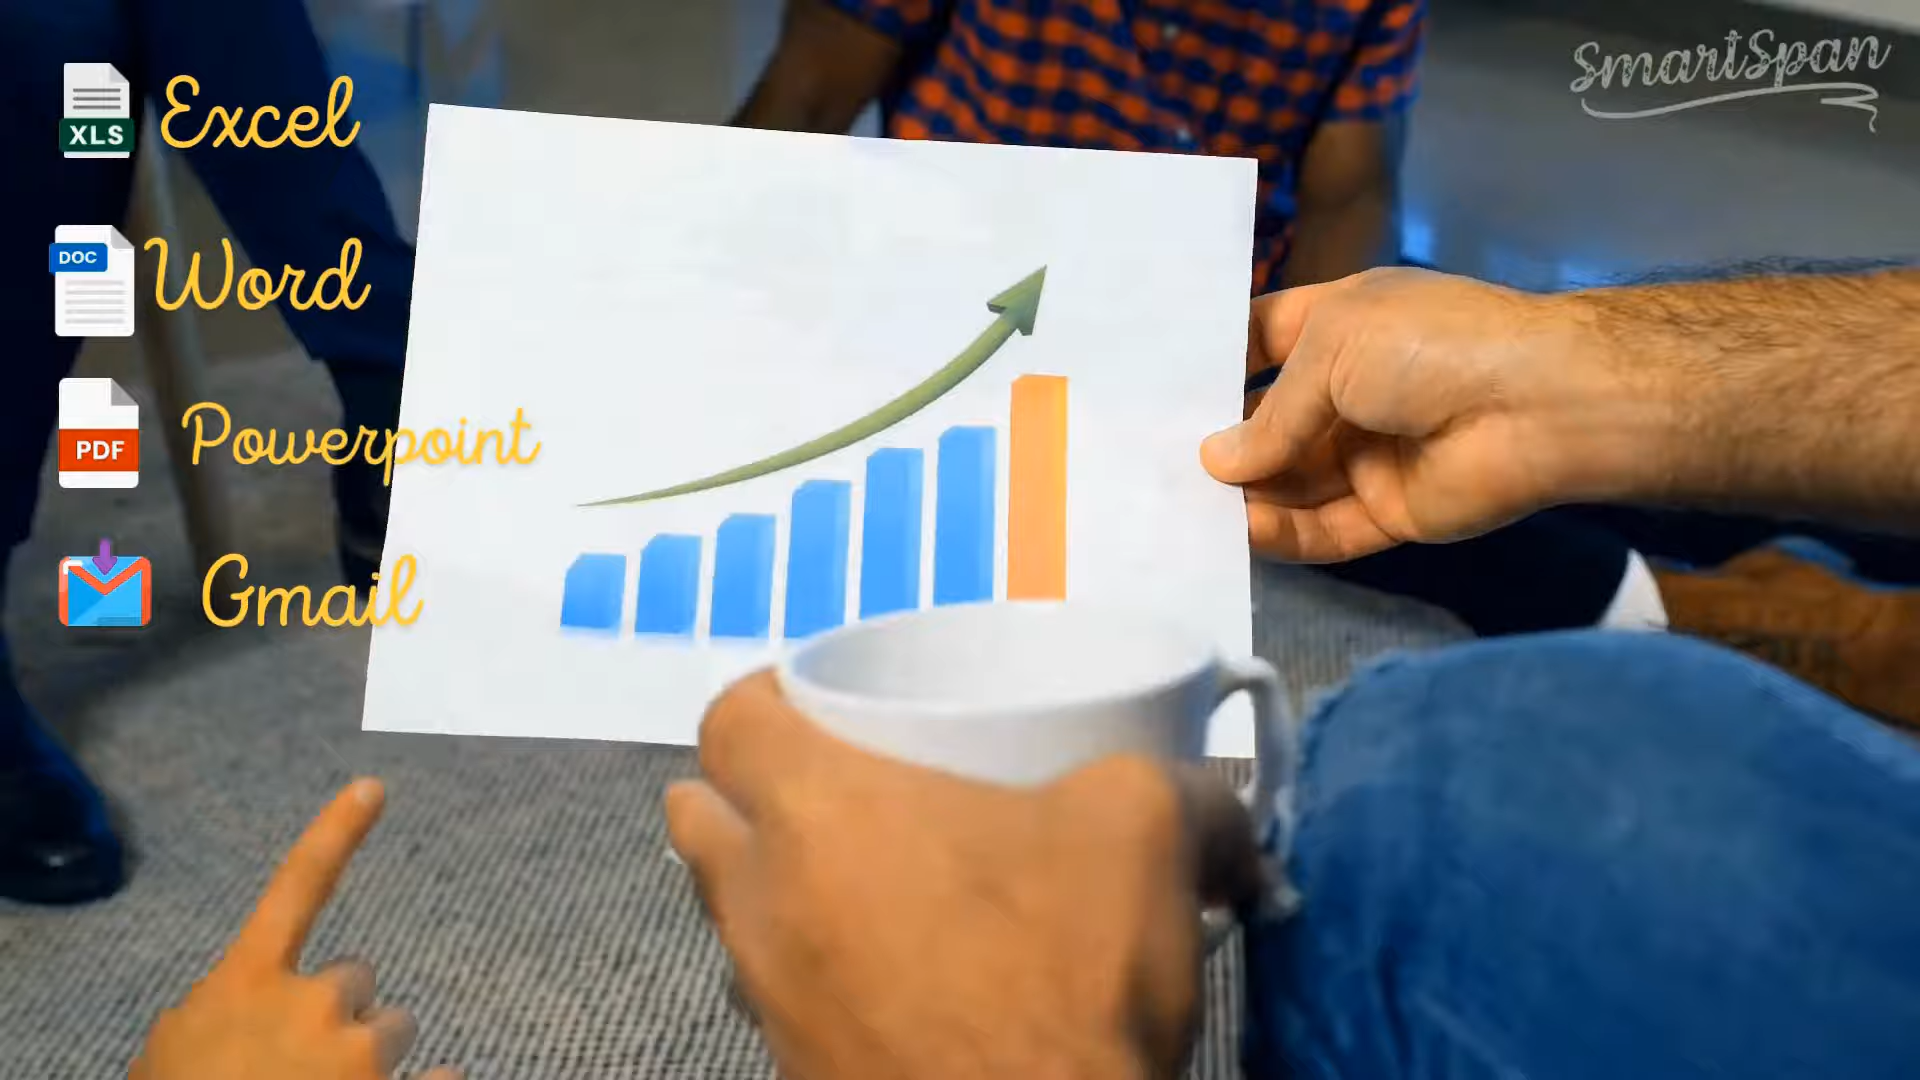 SmartSpan
XLS
Excel
DOC
Word
PDF
Powerpoint
Gmail